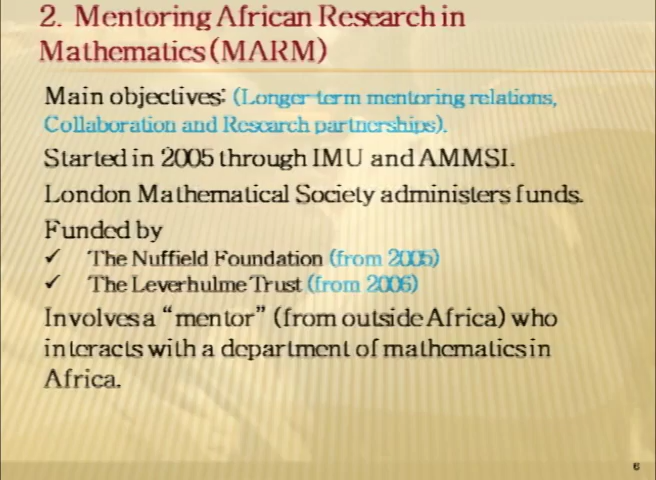 2. Mentoring African Research in
Mathematics (MARM)
Main objectives: (Longer term mentoring relations,
Collaboration and Research partnerships).
Started in 2005 through IMU and AMMSI.
London Mathematical Society administers funds.
Funded by
✓ The Nuffield Foundation (from 2005)
✓ The Leverhulme Trust (from 2006)
Involves a “mentor” (from outside Africa) who
interacts with a department of mathematics in
Africa.
6